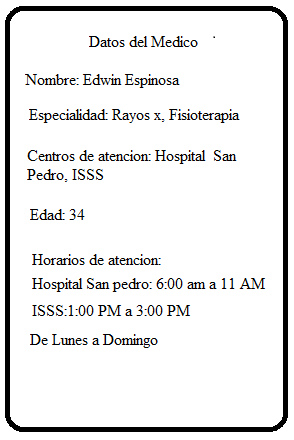 Datos del Medico
Nombre: Edwin Espinosa
Especialidad: Rayos x, Fisioterapia
Centros de atencion: Hospital San
Pedro, ISSS
Edad: 34
Horarios de atencion:
Hospital San pedro: 6:00 am a 11 AM
ISSS:1:00 PM a 3:00 PM
De Lunes a Domingo